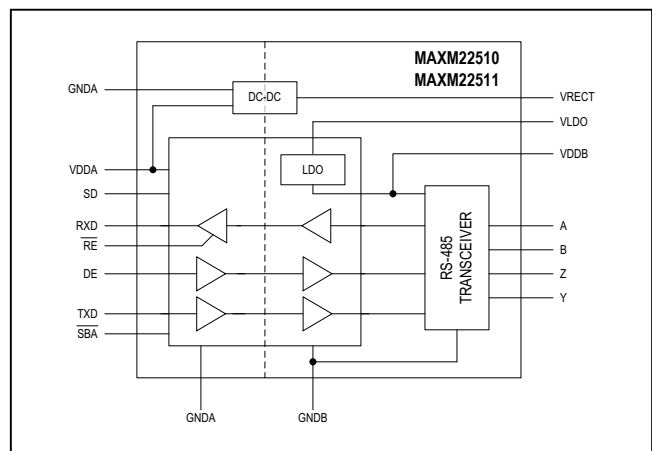 MAXM22510
MAXM22511
GNDA
DC-DC
VRECT
VLDO
VDDB
VDDA
LDO
SD
RXD
RE
DE
TXD
SBA
RS-485
TRANSCEIVER
A
B
Z
Y
GNDA
GNDB